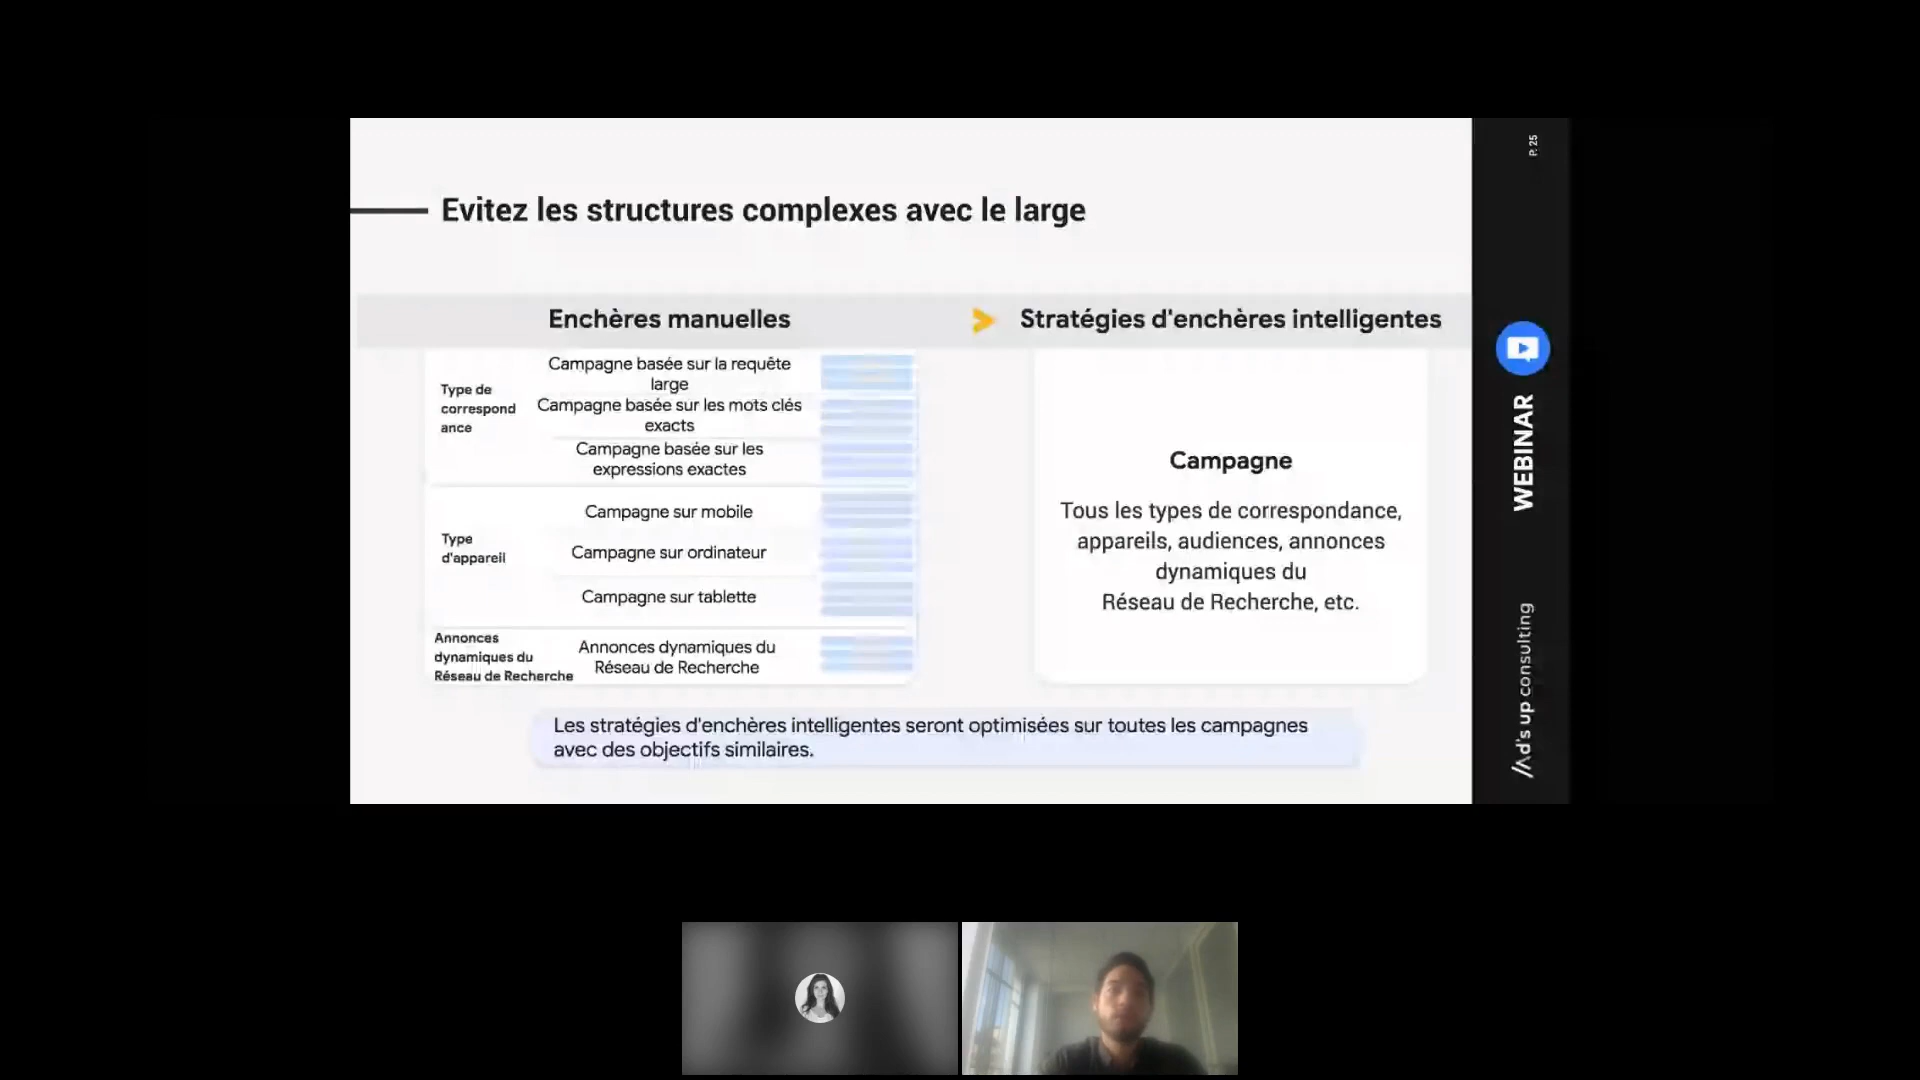 P. 25
Evitez les structures complexes avec le large
Enchères manuelles
Stratégies d'enchères intelligentes
Type de
correspond
ance
Campagne basée sur la requête
large
Campagne basée sur les mots clés
exacts
Campagne basée sur les
expressions exactes
Type
d'appareil
Campagne sur mobile
Campagne sur ordinateur
Campagne sur tablette
Annonces
dynamiques du
Réseau de Recherche
Annonces dynamiques du
Réseau de Recherche
Campagne
Tous les types de correspondance,
appareils, audiences, annonces
dynamiques du
Réseau de Recherche, etc.
Les stratégies d'enchères intelligentes seront optimisées sur toutes les campagnes
avec des objectifs similaires.
WEBINAR
Ad's up consulting